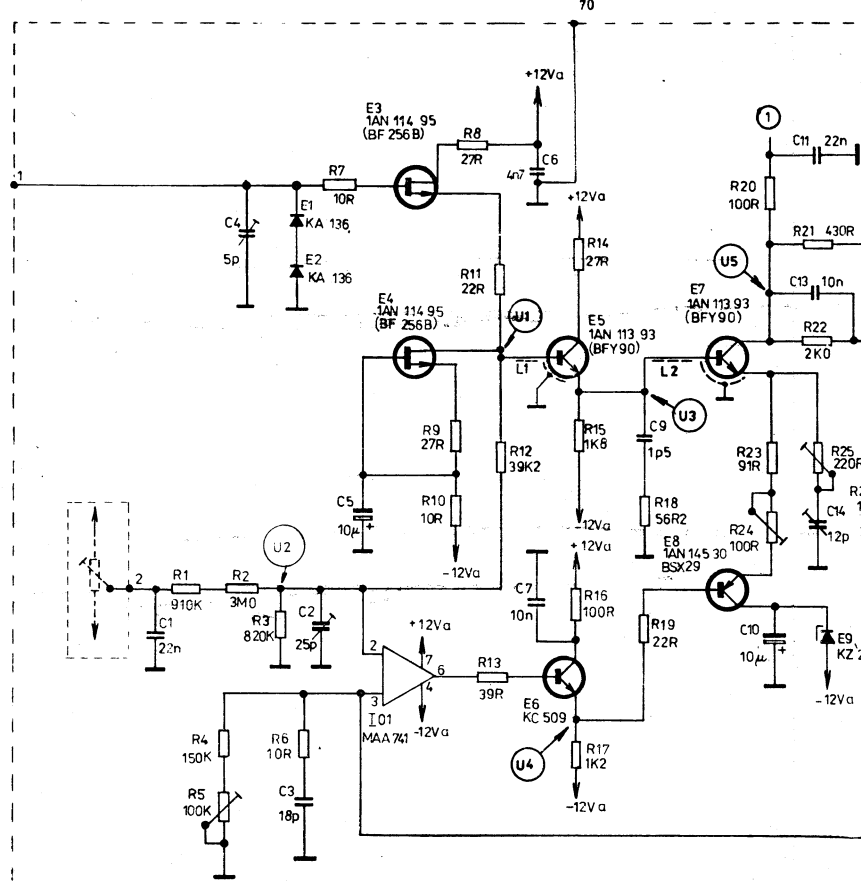 70
+12Va
E3
1AN 114 95
(BF 256B)
R8
27R
C6
4n7
1
C11 22n
1
R7
10R
+12Va
R20
100R
E1
KA 136
C4
5p
E2
KA 136
R14
27R
R21 430R
U5
C13 10n
R11
22R
E7
1AN 113 93
(BFY90)
E4
1AN 114 95
(BF 256B)
U1
E5
1AN 113 93
(BFY90)
R22
2K0
L1
L2
U3
R9
27R
R12
39K2
R15
1K8
C9
1p5
R23
91R
R25
220R
C5
10µ
+
R10
10R
R18
56R2
R24
100R
C14
12p
-12Va
-12Va
+12Va
E8
1AN 145 30
BSX29
U2
2
R1
910K
R2
3M0
C7
10n
R16
100R
C1
22n
R3
820K
C2
25p
+12Va
R19
22R
C10
10µ
+
E9
2
7
6
4
3
R13
39R
-12Va
-12Va
I01
MAA741
E6
KC 509
R4
150K
R6
10R
U4
R17
1K2
R5
100K
C3
18p
-12Va